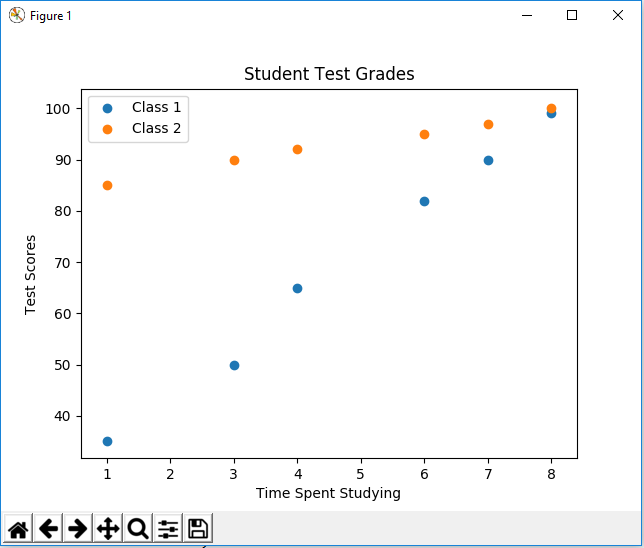 Figure 1
Student Test Grades
Class 1
Class 2
100
90
80
70
60
50
40
Test Scores
1 2 3 4 5 6 7 8
Time Spent Studying